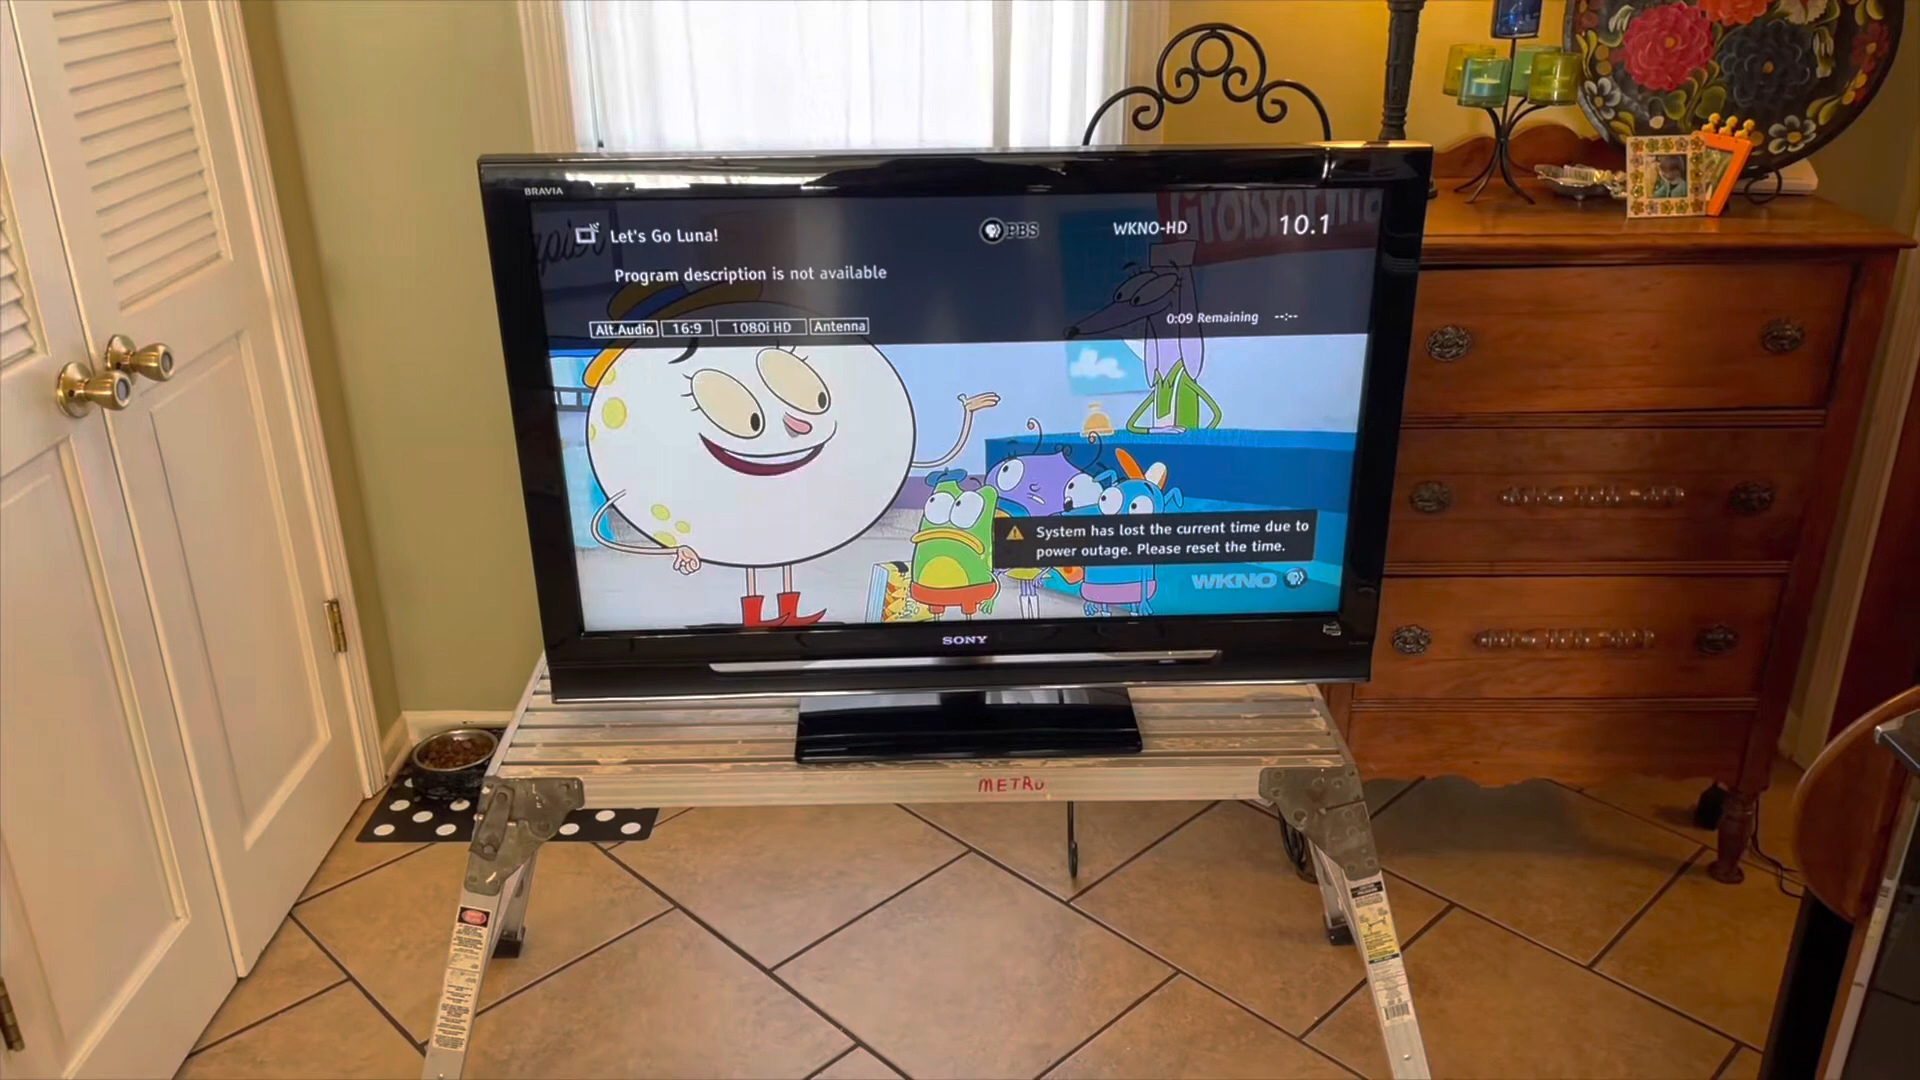 BRAVIA
Let's Go Luna!
PBS
WKNO-HD
10.1
Program description is not available
Alt.Audio
16:9
1080i HD
Antenna
0:09 Remaining
--:--
System has lost the current time due to
power outage. Please reset the time.
WKNO
SONY
METRO